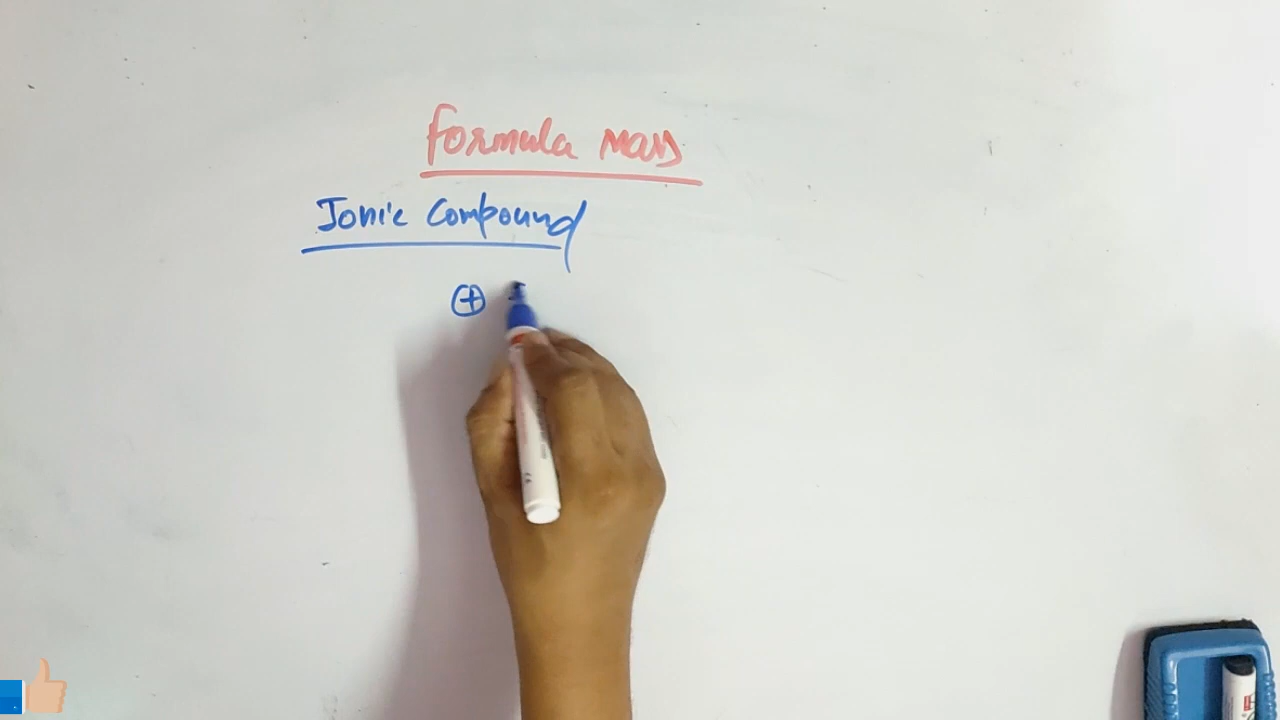 Formula Mass
Ionic Compound
⊕